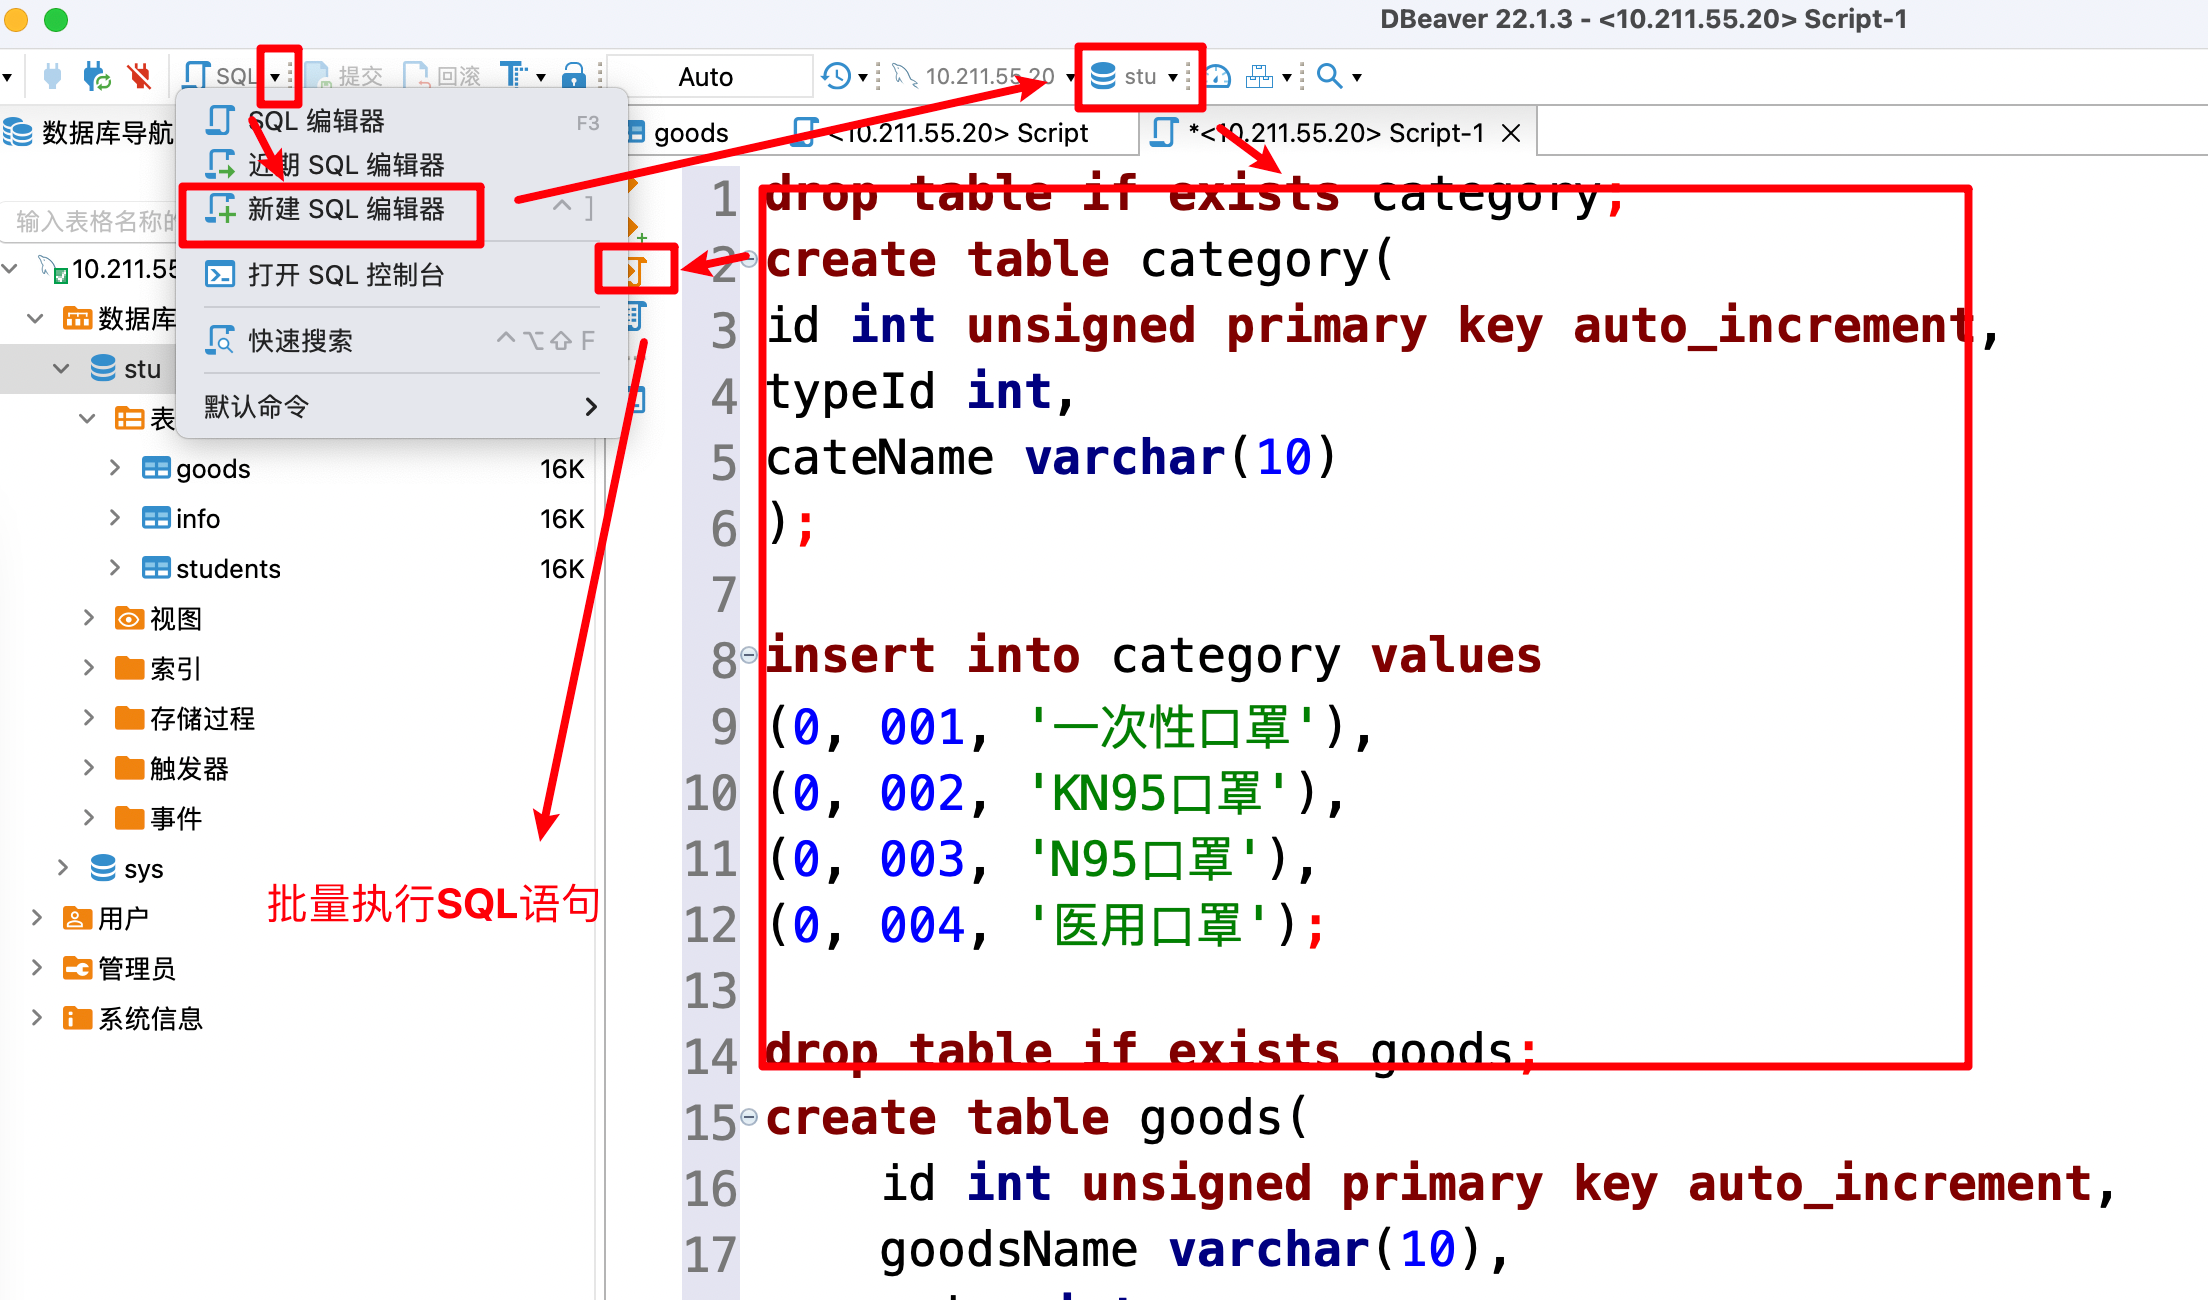 DBeaver 22.1.3 - <10.211.55.20> Script-1
SQL 提交 回滚 Auto 10.211.55.20 stu
数据库导航
goods <10.211.55.20> Script *<10.211.55.20> Script-1
SQL 编辑器 F3
近期 SQL 编辑器
新建 SQL 编辑器 ^ ]
打开 SQL 控制台
快速搜索 ^⌥⇧F
默认命令
输入表格名称的
10.211.55
数据库
stu
表
goods 16K
info 16K
students 16K
视图
索引
存储过程
触发器
事件
sys
用户
管理员
系统信息
批量执行SQL语句
1 drop table if exists category;
2 create table category(
3 id int unsigned primary key auto_increment,
4 typeId int,
5 cateName varchar(10)
6 );
7
8 insert into category values
9 (0, 001, '一次性口罩'),
10 (0, 002, 'KN95口罩'),
11 (0, 003, 'N95口罩'),
12 (0, 004, '医用口罩');
13
14 drop table if exists goods;
15 create table goods(
16 id int unsigned primary key auto_increment,
17 goodsName varchar(10),